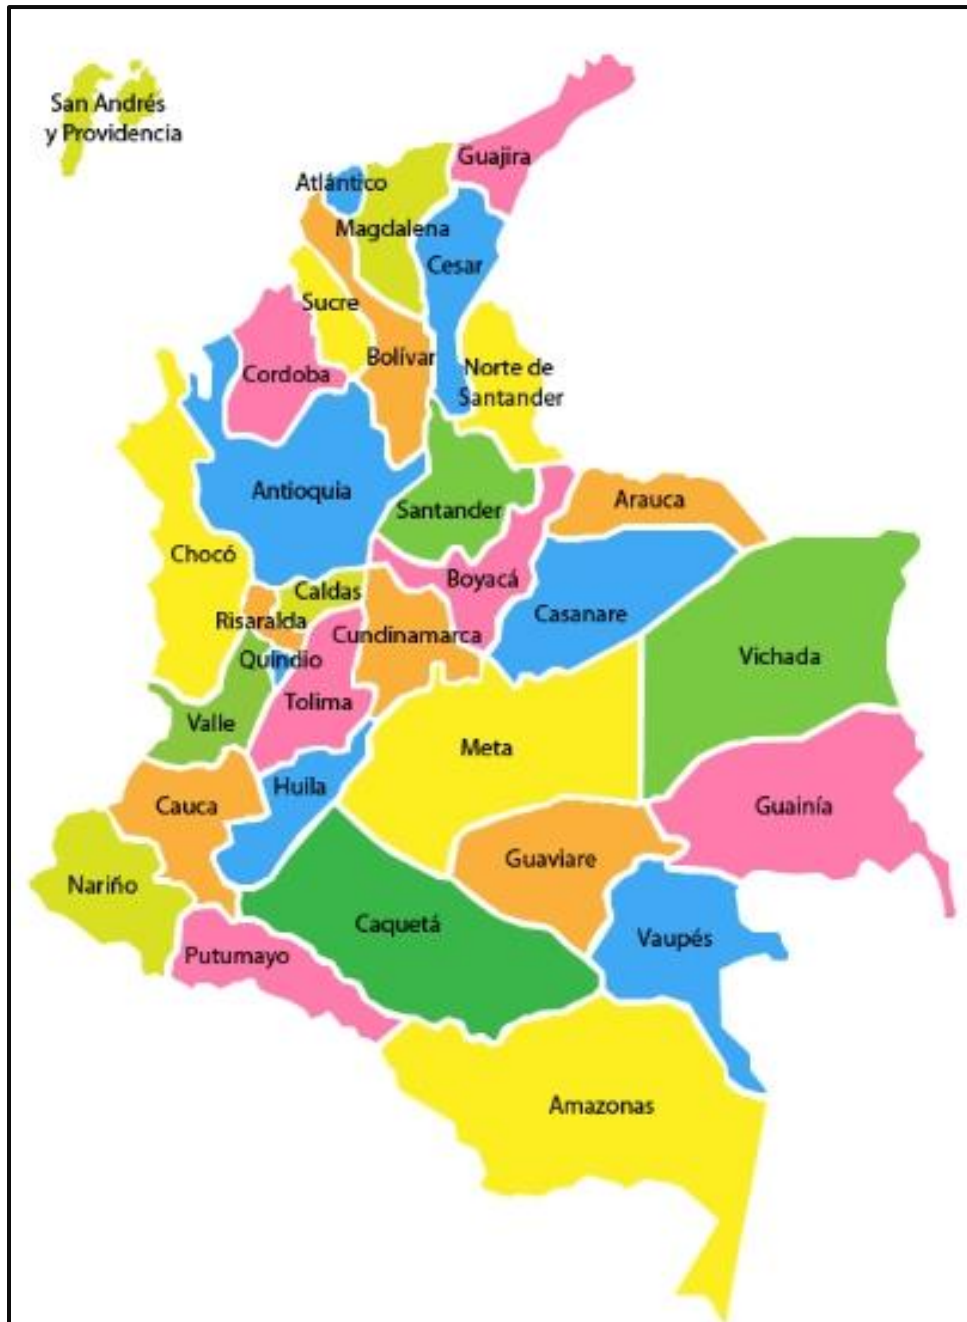 San Andrés
y Providencia
Guajira
Atlántico
Magdalena
Cesar
Sucre
Bolívar
Norte de
Santander
Cordoba
Antioquia
Santander
Arauca
Chocó
Boyacá
Caldas
Casanare
Risaralda
Cundinamarca
Quindio
Vichada
Tolima
Valle
Meta
Huila
Cauca
Guainía
Guaviare
Nariño
Caquetá
Vaupés
Putumayo
Amazonas